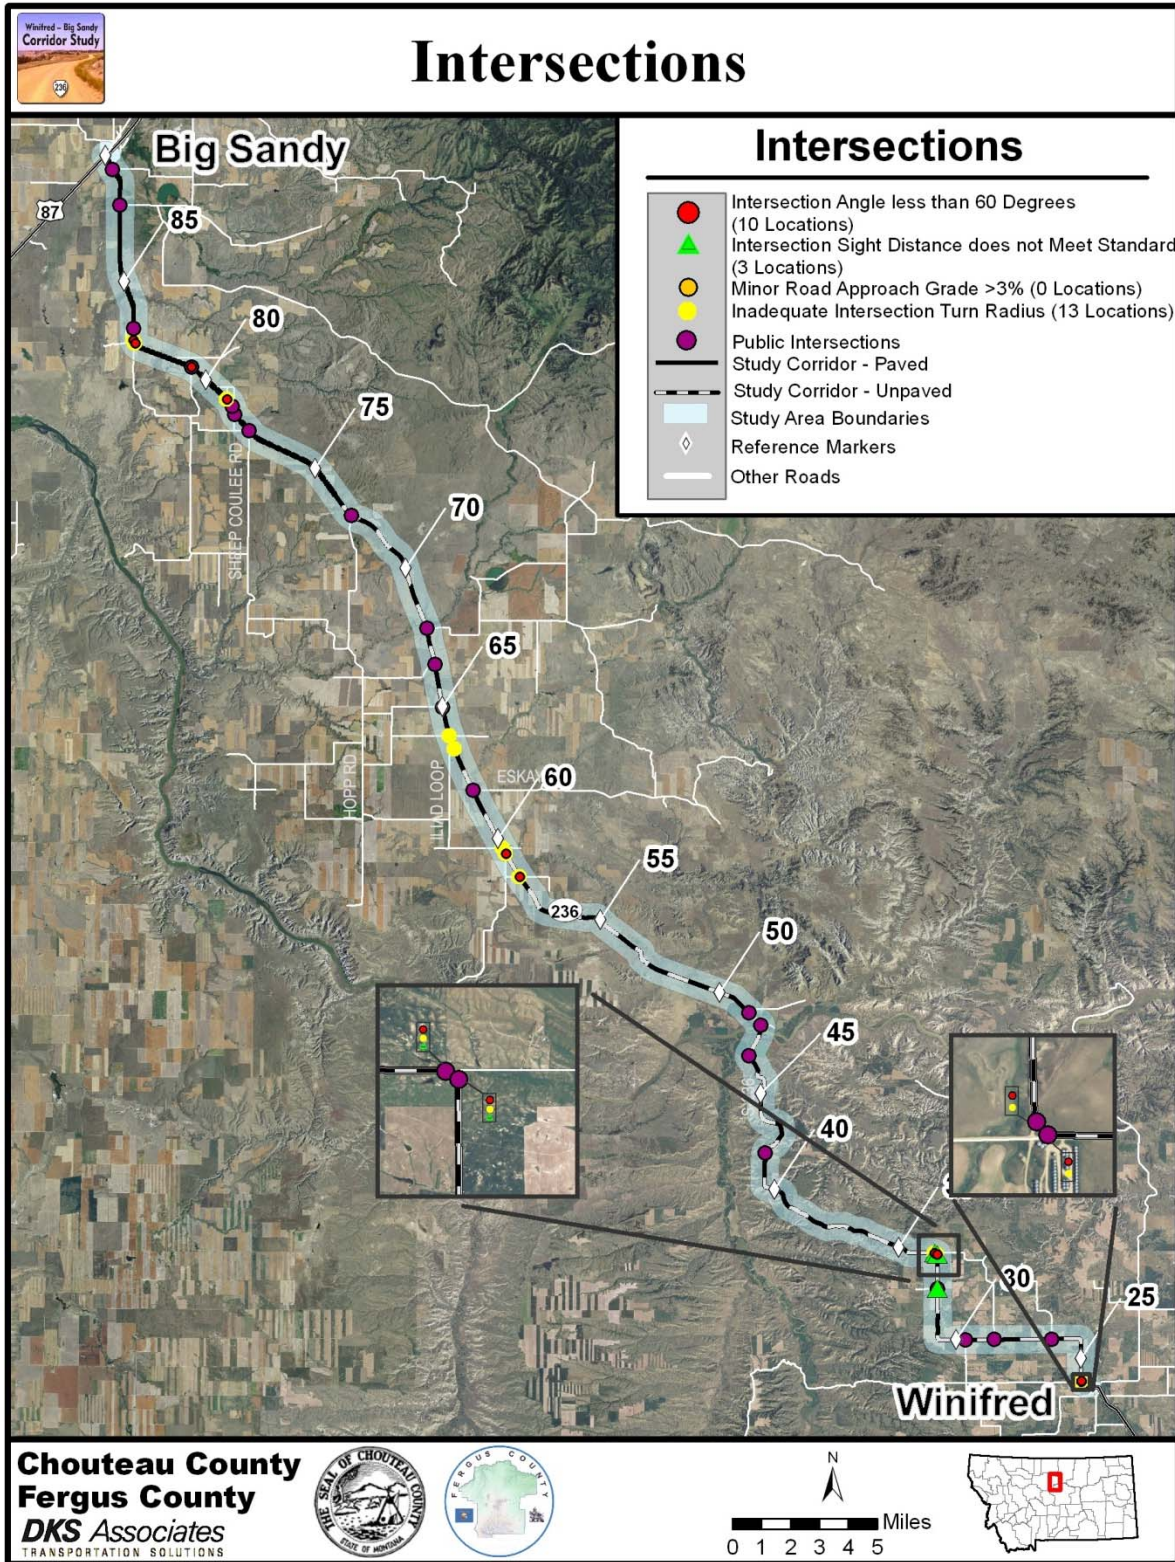 Winifred - Big Sandy
Corridor Study
236
Intersections
Big Sandy
87
85
80
75
70
65
60
55
50
45
40
30
25
SHEEP COULEE RD
HOPP RD
ILIAD LOOP
236
Winifred
Intersections
Intersection Angle less than 60 Degrees
(10 Locations)
Intersection Sight Distance does not Meet Standard
(3 Locations)
Minor Road Approach Grade >3% (0 Locations)
Inadequate Intersection Turn Radius (13 Locations)
Public Intersections
Study Corridor - Paved
Study Corridor - Unpaved
Study Area Boundaries
Reference Markers
Other Roads
Chouteau County
Fergus County
DKS Associates
TRANSPORTATION SOLUTIONS
THE SEAL OF CHOUTEAU COUNTY
STATE OF MONTANA
FERGUS COUNTY
N
Miles
0 1 2 3 4 5